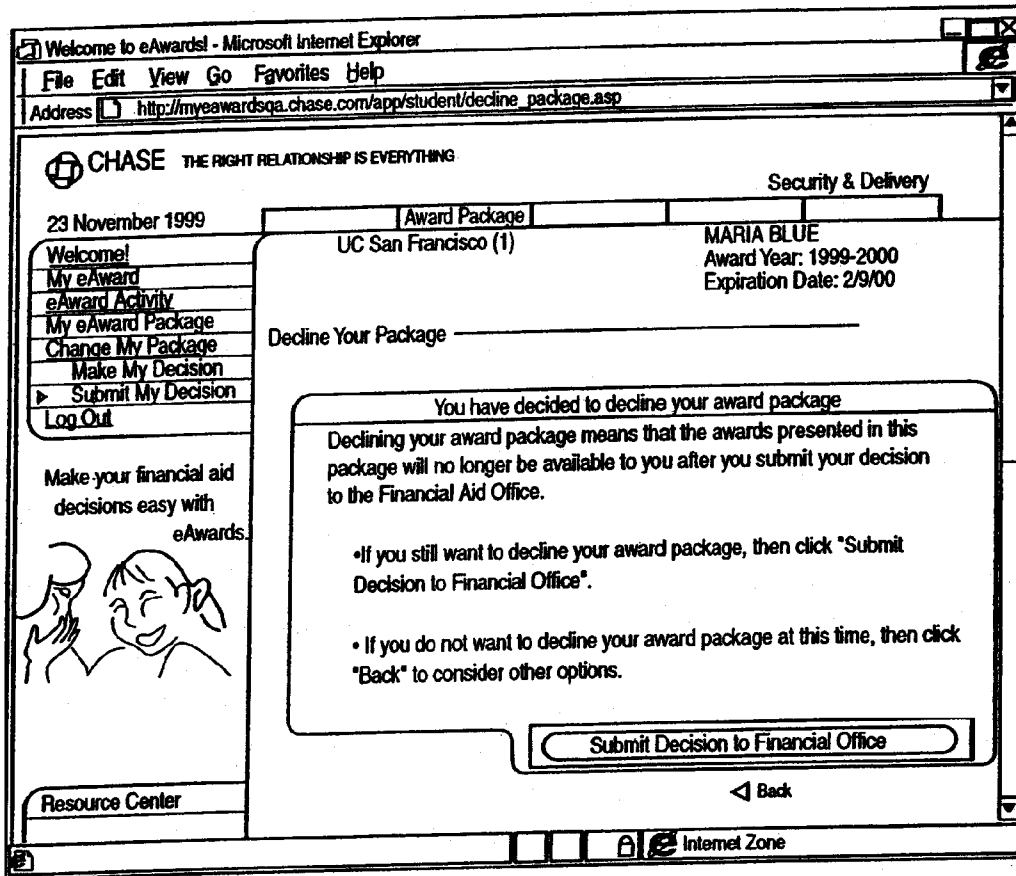 Welcome to eAwards! - Microsoft Internet Explorer
File Edit View Go Favorites Help
Address http://myeawardsqa.chase.com/app/student/decline_package.asp
CHASE THE RIGHT RELATIONSHIP IS EVERYTHING
Security & Delivery
23 November 1999
Award Package
UC San Francisco (1)
MARIA BLUE
Award Year: 1999-2000
Expiration Date: 2/9/00
Welcome!
My eAward
eAward Activity
My eAward Package
Change My Package
Make My Decision
Submit My Decision
Log Out
Make your financial aid
decisions easy with
eAwards.
Decline Your Package
You have decided to decline your award package
Declining your award package means that the awards presented in this
package will no longer be available to you after you submit your decision
to the Financial Aid Office.
•If you still want to decline your award package, then click "Submit
Decision to Financial Office".
• If you do not want to decline your award package at this time, then click
"Back" to consider other options.
Submit Decision to Financial Office
Back
Resource Center
Internet Zone